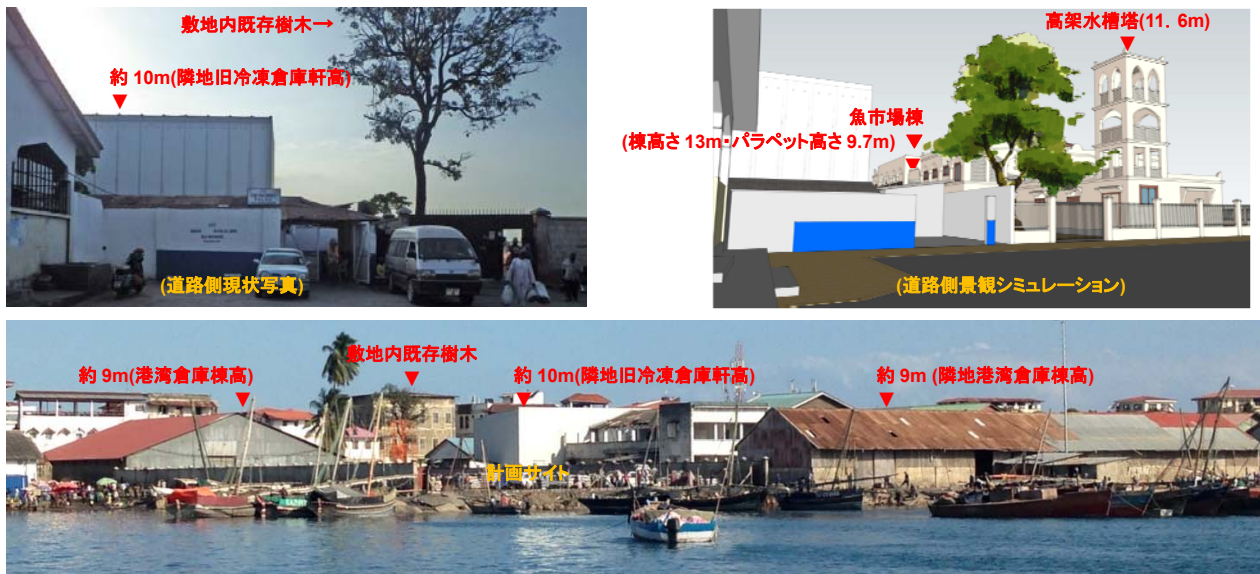 敷地内既存樹木→
約 10m(隣地旧冷凍倉庫軒高)
(道路側現状写真)
高架水槽塔(11. 6m)
魚市場棟
(棟高さ 13m・パラペット高さ 9.7m)
(道路側景観シミュレーション)
敷地内既存樹木
約 9m(港湾倉庫棟高)
約 10m(隣地旧冷凍倉庫軒高)
約 9m (隣地港湾倉庫棟高)
計画サイト